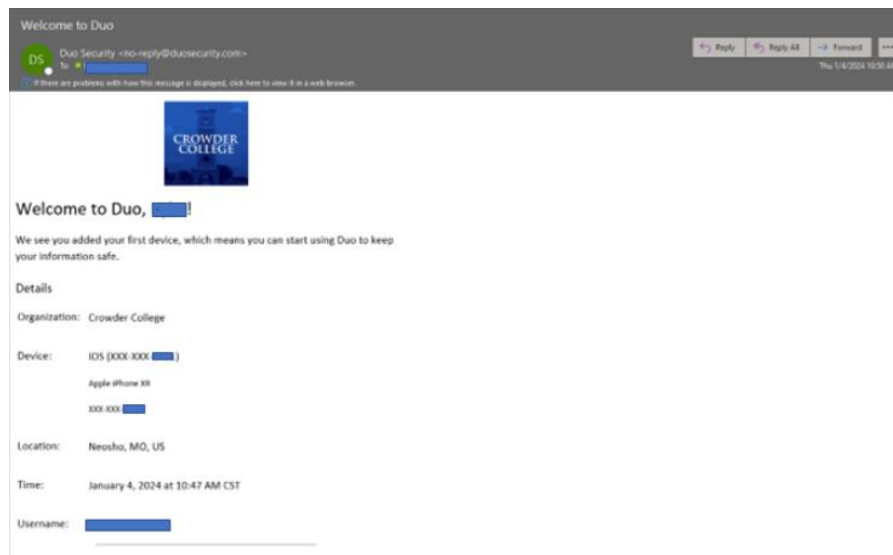 Welcome to Duo
DS
Duo Security <no-reply@duosecurity.com>
To
Reply
Reply All
Forward
Thu 1/4/2024 10:50 AM
If there are problems with how this message is displayed, click here to view it in a web browser.
CROWDER
COLLEGE
Welcome to Duo, !
We see you added your first device, which means you can start using Duo to keep
your information safe.
Details
Organization: Crowder College
Device: iOS (XXX-XXX- )
Apple iPhone XR
XXX-XXX-
Location: Neosho, MO, US
Time: January 4, 2024 at 10:47 AM CST
Username: